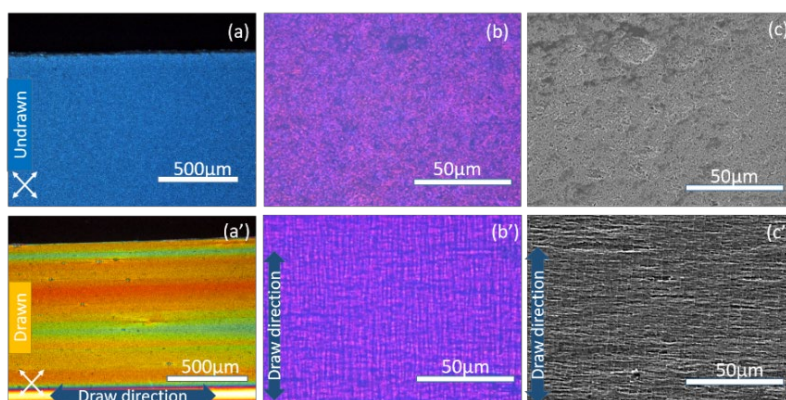 (a)
(b)
(c)
Undrawn
500μm
50μm
50μm
(a’)
(b’)
(c’)
Drawn
500μm
Draw direction
Draw direction
50μm
Draw direction
50μm